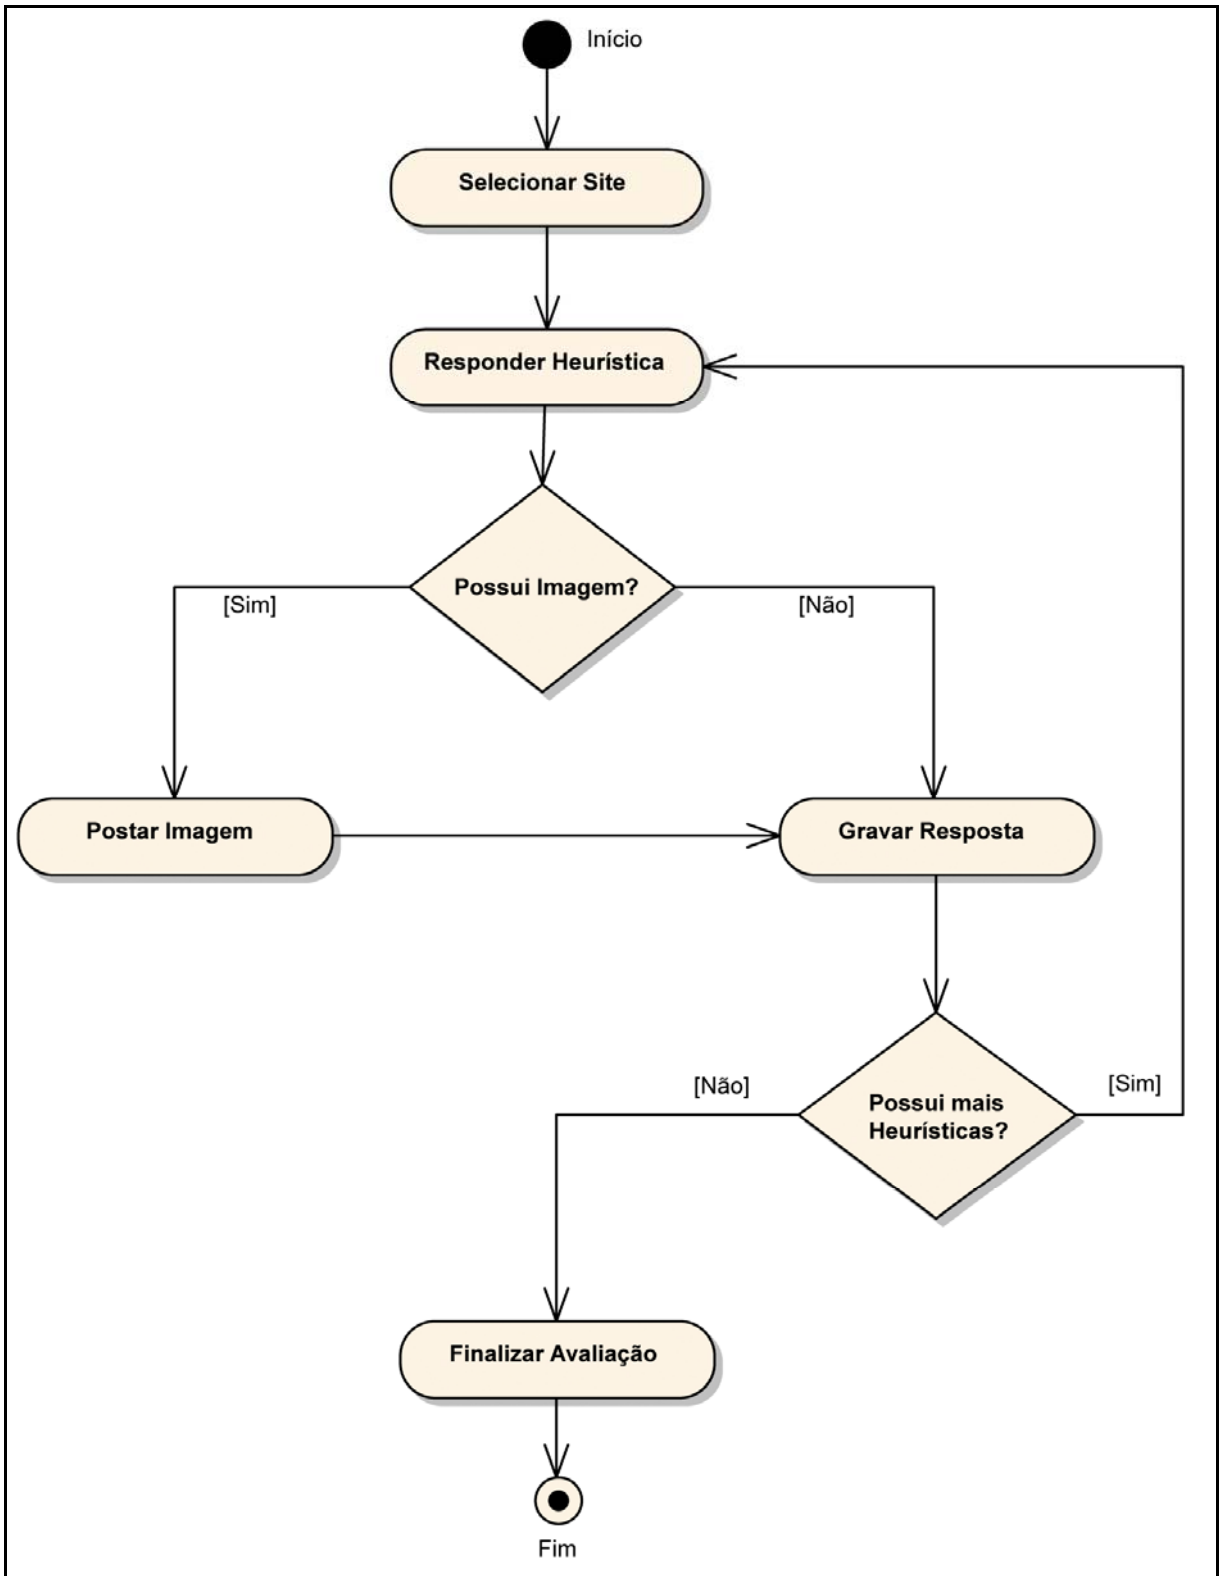 Início
Selecionar Site
Responder Heurística
Possui Imagem?
[Sim]
[Não]
Postar Imagem
Gravar Resposta
[Não]
[Sim]
Possui mais
Heurísticas?
Finalizar Avaliação
Fim